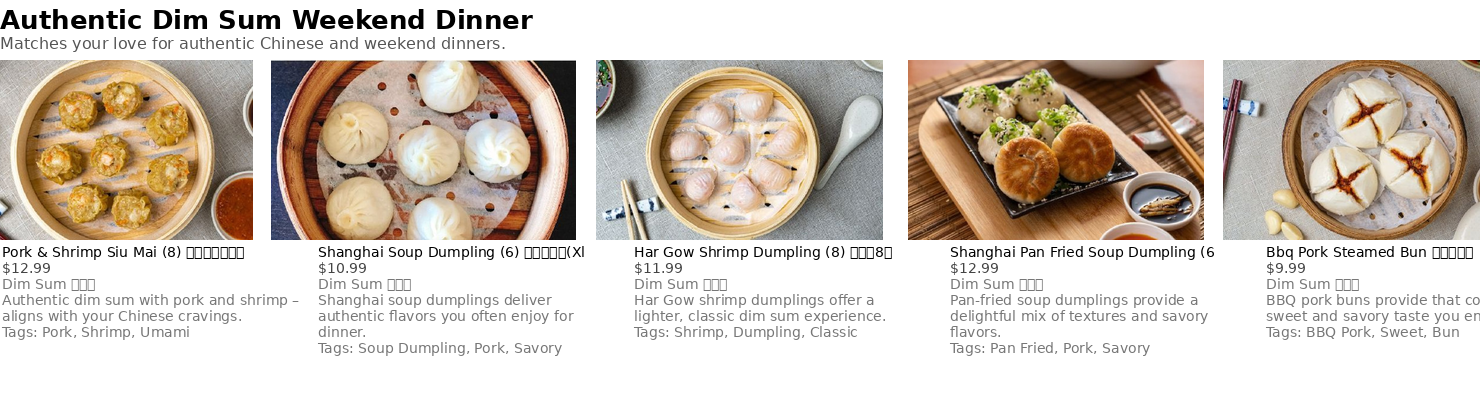 Authentic Dim Sum Weekend Dinner
Matches your love for authentic Chinese and weekend dinners.
Pork & Shrimp Siu Mai (8)
$12.99
Dim Sum
Authentic dim sum with pork and shrimp –
aligns with your Chinese cravings.
Tags: Pork, Shrimp, Umami
Shanghai Soup Dumpling (6) (Xl
$10.99
Dim Sum
Shanghai soup dumplings deliver
authentic flavors you often enjoy for
dinner.
Tags: Soup Dumpling, Pork, Savory
Har Gow Shrimp Dumpling (8) 8
$11.99
Dim Sum
Har Gow shrimp dumplings offer a
lighter, classic dim sum experience.
Tags: Shrimp, Dumpling, Classic
Shanghai Pan Fried Soup Dumpling (6
$12.99
Dim Sum
Pan-fried soup dumplings provide a
delightful mix of textures and savory
flavors.
Tags: Pan Fried, Pork, Savory
Bbq Pork Steamed Bun
$9.99
Dim Sum
BBQ pork buns provide that co
sweet and savory taste you en
Tags: BBQ Pork, Sweet, Bun